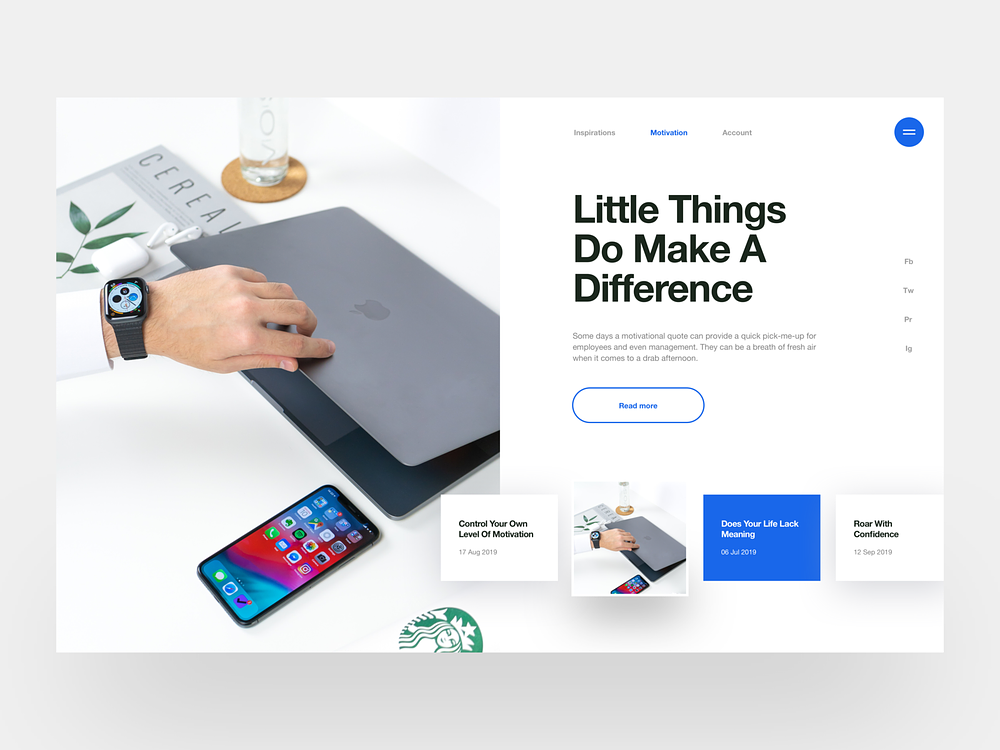 Inspirations
Motivation
Account
Little Things
Do Make A
Difference
Some days a motivational quote can provide a quick pick-me-up for
employees and even management. They can be a breath of fresh air
when it comes to a drab afternoon.
Read more
Fb
Tw
Pr
Ig
Control Your Own
Level Of Motivation
17 Aug 2019
Does Your Life Lack
Meaning
06 Jul 2019
Roar With
Confidence
12 Sep 2019
CEREAL